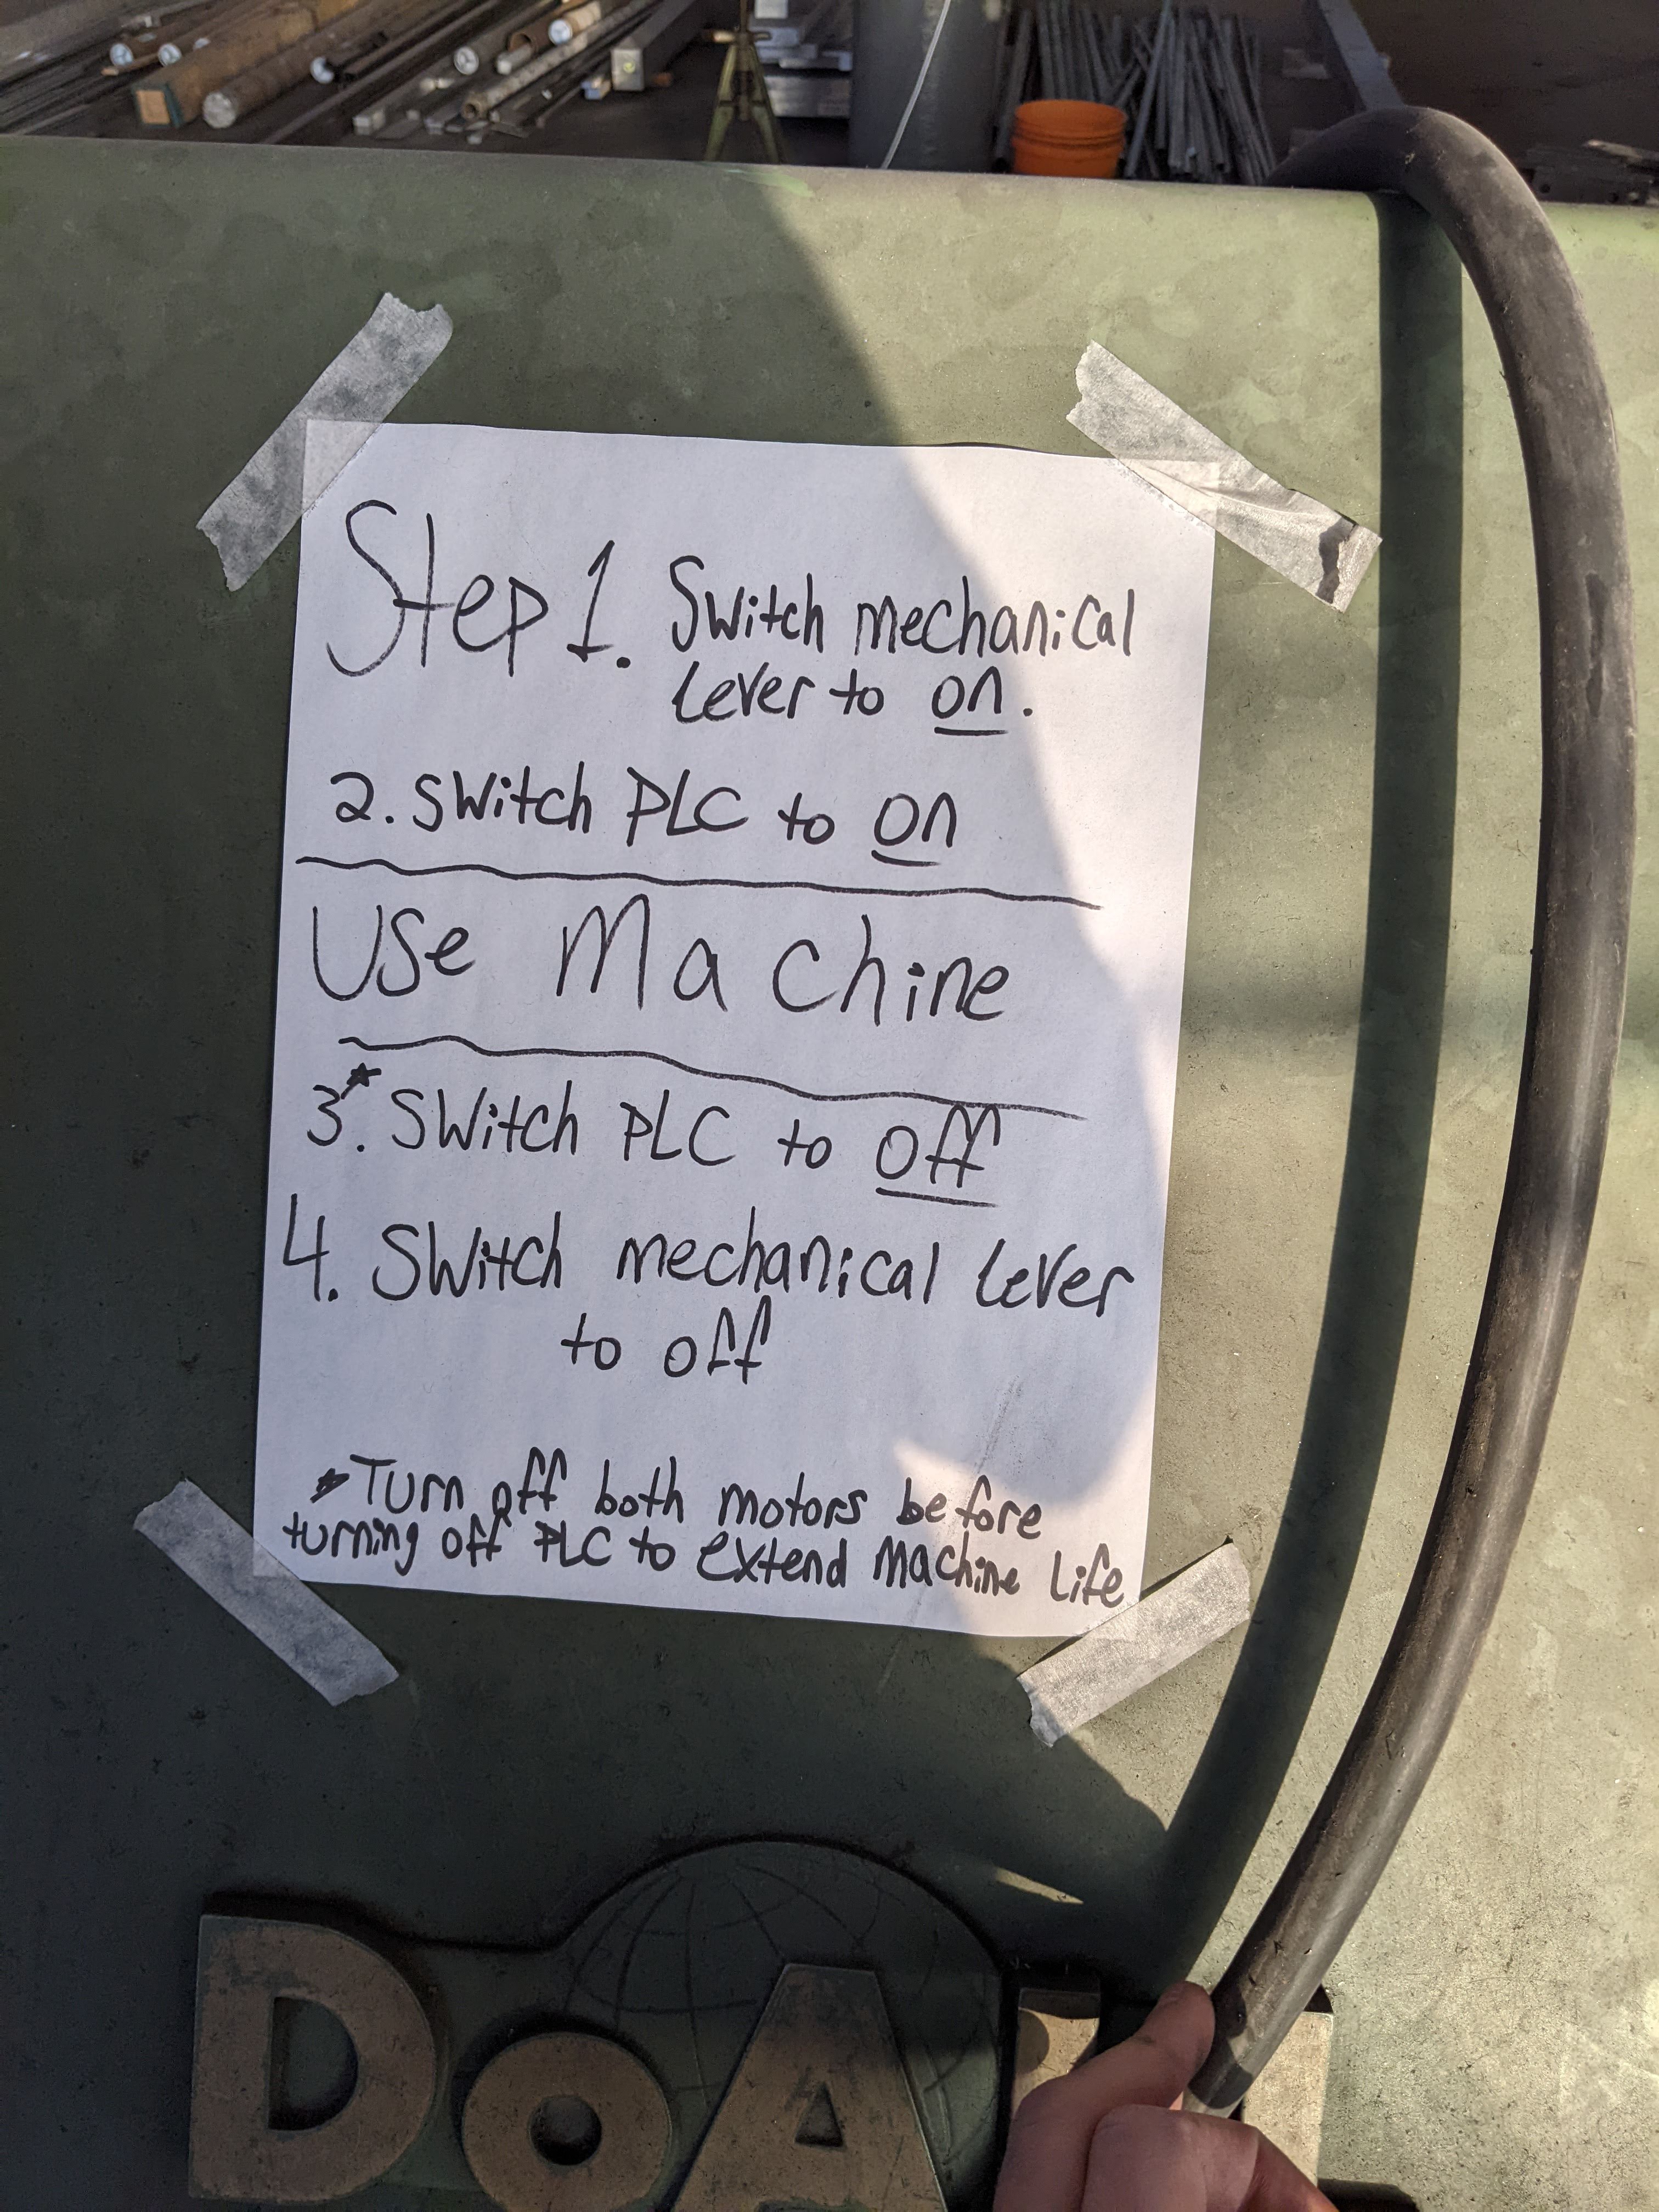 Step 1. Switch mechanical
lever to on.
2. Switch PLC to on
Use Machine
3*. Switch PLC to off
4. Switch mechanical lever
to off
*Turn off both motors before
turning off PLC to extend machine life
DoA